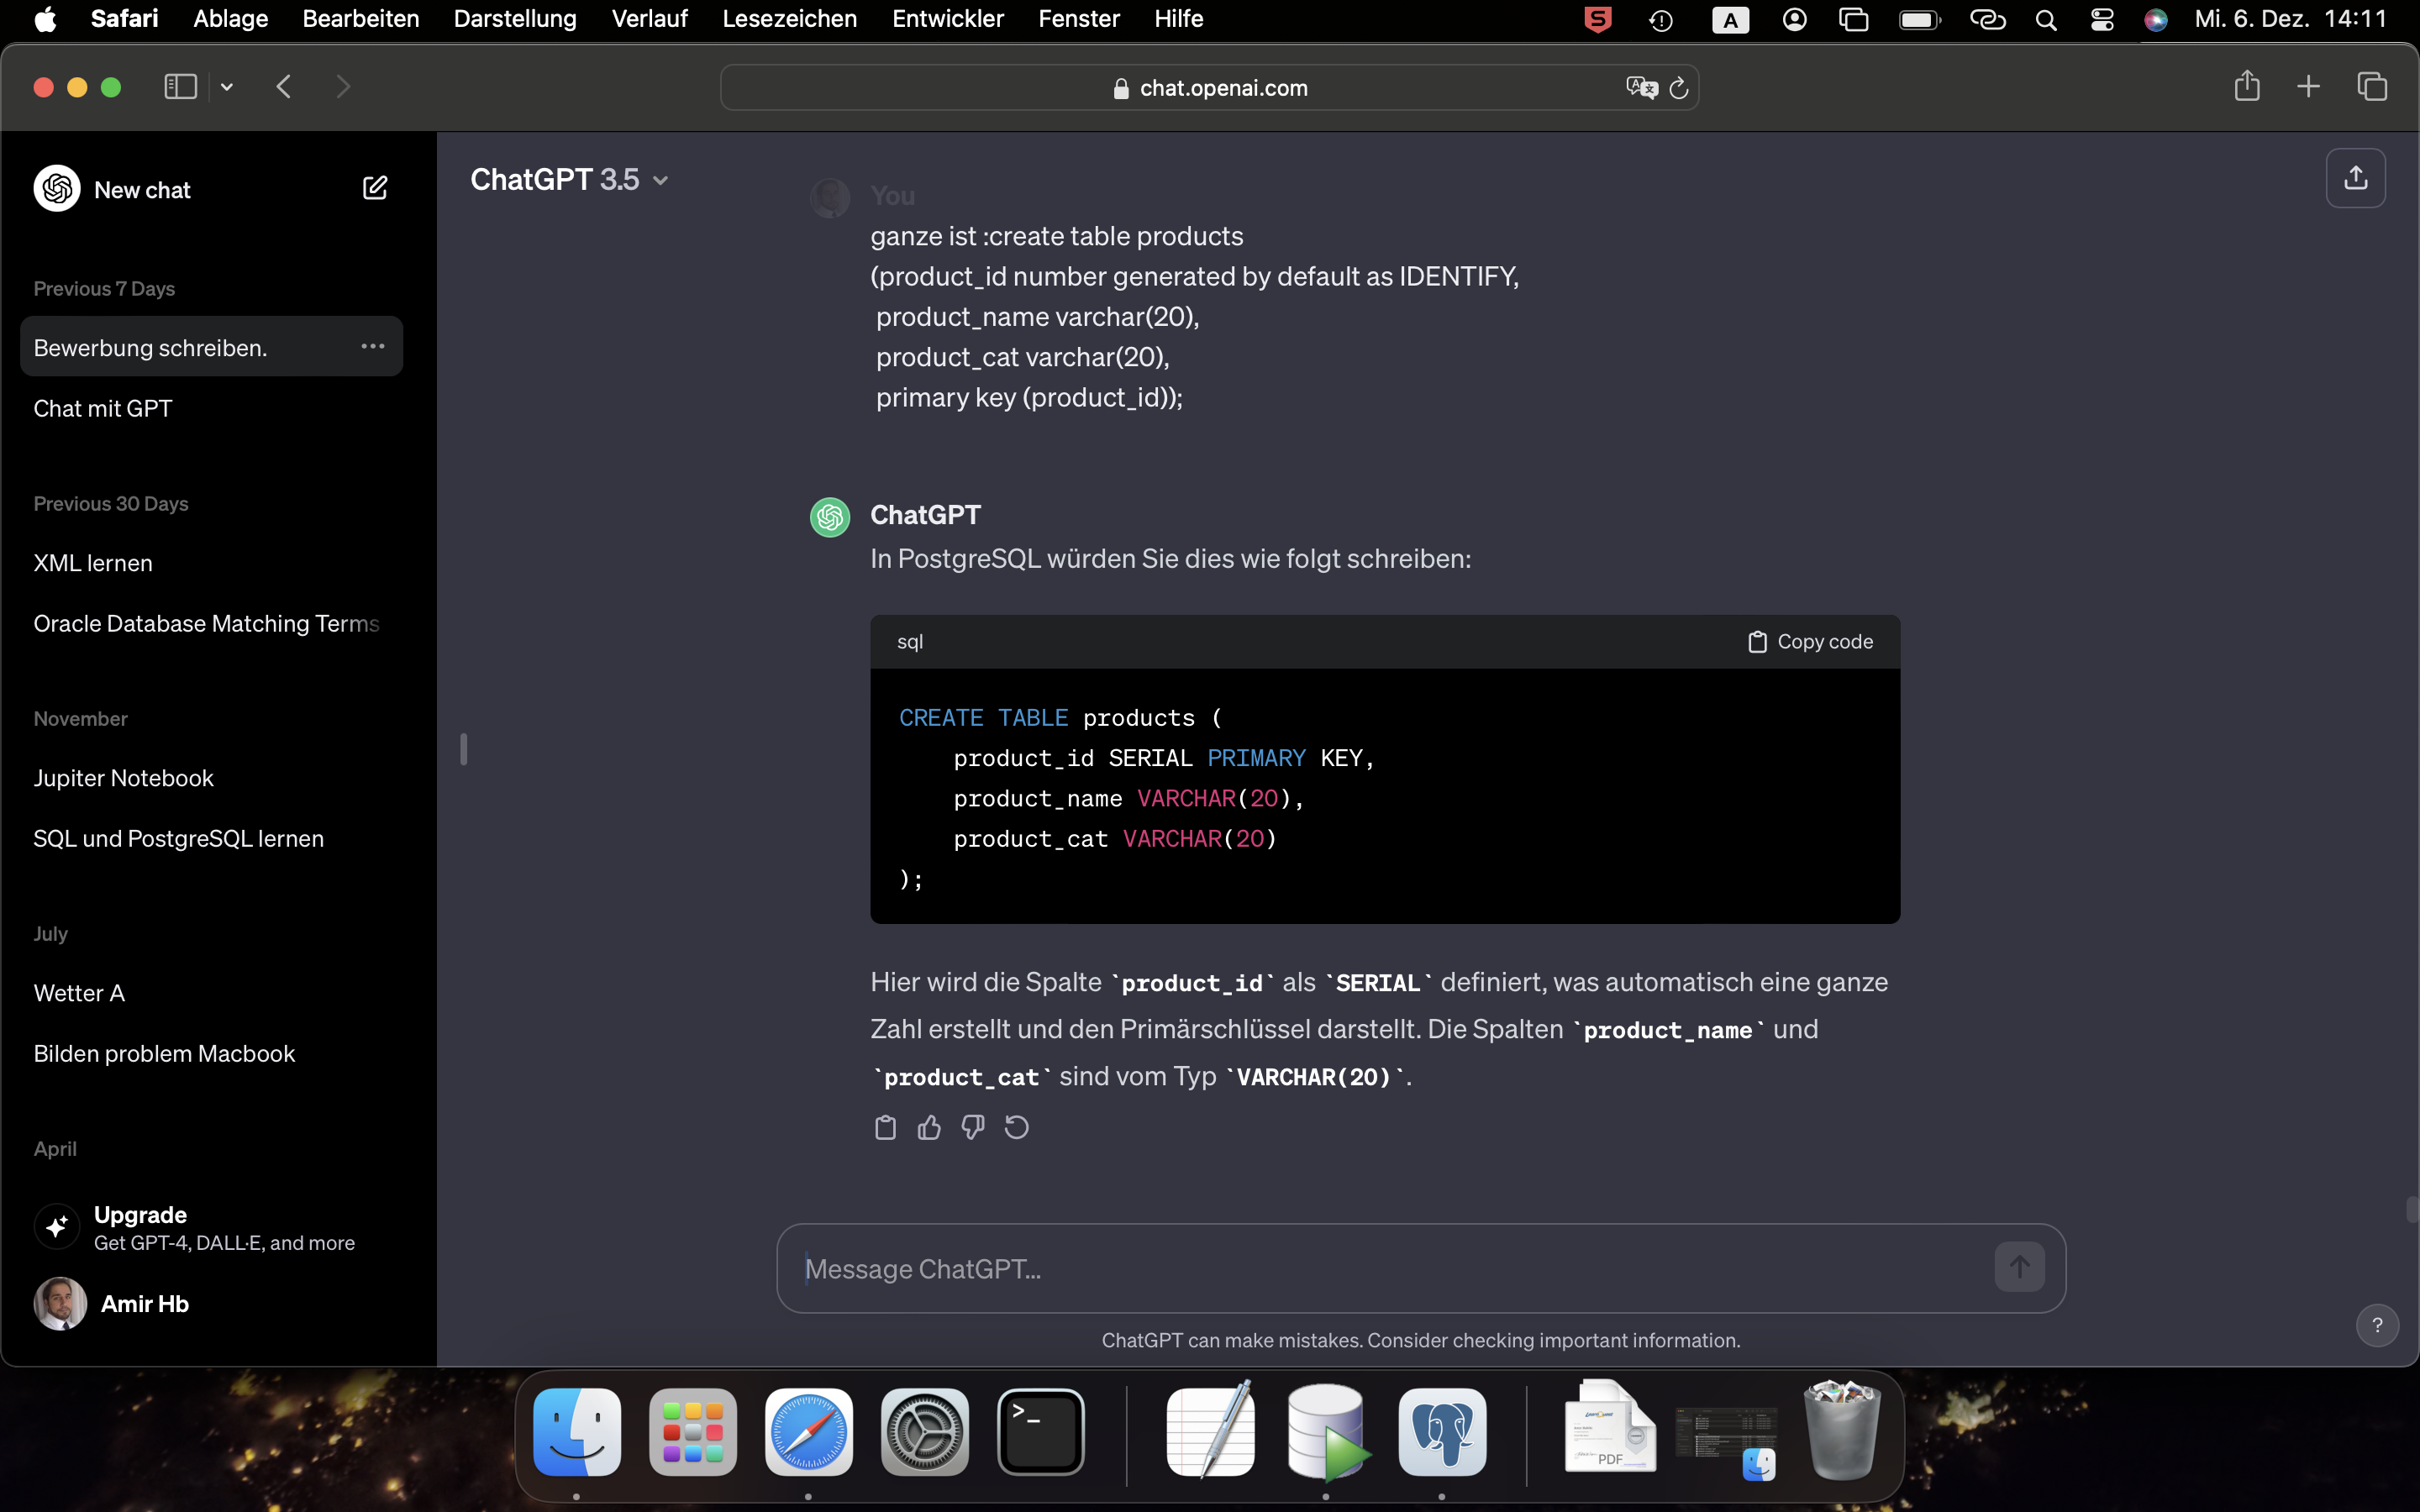 Safari Ablage Bearbeiten Darstellung Verlauf Lesezeichen Entwickler Fenster Hilfe
S A Mi. 6. Dez. 14:11
chat.openai.com
New chat
Previous 7 Days
Bewerbung schreiben.
Chat mit GPT
Previous 30 Days
XML lernen
Oracle Database Matching Terms
November
Jupiter Notebook
SQL und PostgreSQL lernen
July
Wetter A
Bilden problem Macbook
April
Upgrade
Get GPT-4, DALL·E, and more
Amir Hb
ChatGPT 3.5
You
ganze ist :create table products
(product_id number generated by default as IDENTIFY,
product_name varchar(20),
product_cat varchar(20),
primary key (product_id));
ChatGPT
In PostgreSQL würden Sie dies wie folgt schreiben:
sql Copy code
CREATE TABLE products (
product_id SERIAL PRIMARY KEY,
product_name VARCHAR(20),
product_cat VARCHAR(20)
);
Hier wird die Spalte `product_id` als `SERIAL` definiert, was automatisch eine ganze
Zahl erstellt und den Primärschlüssel darstellt. Die Spalten `product_name` und
`product_cat` sind vom Typ `VARCHAR(20)`.
Message ChatGPT...
ChatGPT can make mistakes. Consider checking important information.
?
>_
PDF